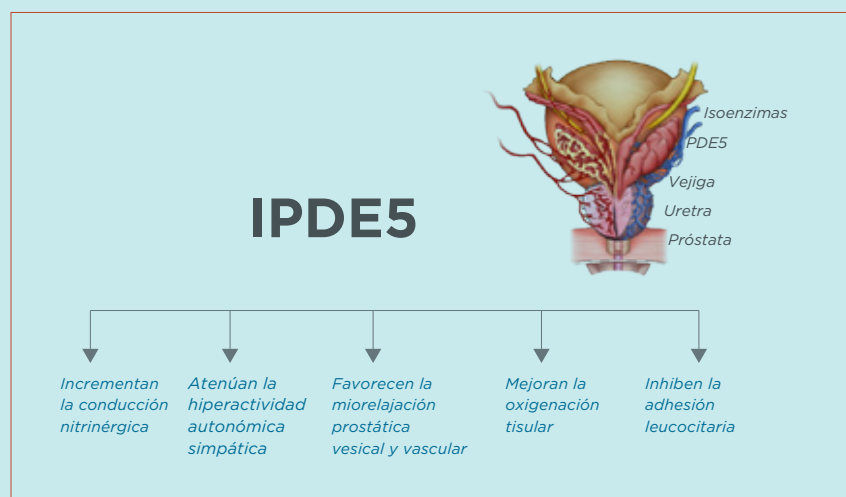 Isoenzimas
PDE5
Vejiga
Uretra
Próstata
IPDE5
Incrementan
la conducción
nitrinérgica
Atenúan la
hiperactividad
autonómica
simpática
Favorecen la
miorelajación
prostática
vesical y vascular
Mejoran la
oxigenación
tisular
Inhiben la
adhesión
leucocitaria